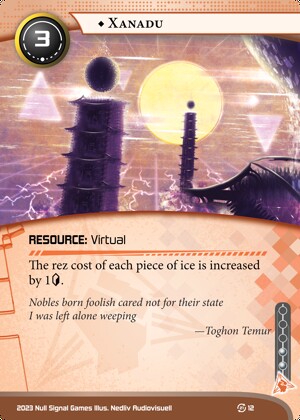 3
◆ Xanadu
RESOURCE: Virtual
The rez cost of each piece of ice is increased
by 1.
Nobles born foolish cared not for their state
I was left alone weeping
—Toghon Temur
2023 Null Signal Games Illus. Nedliv Audiovisuell
12